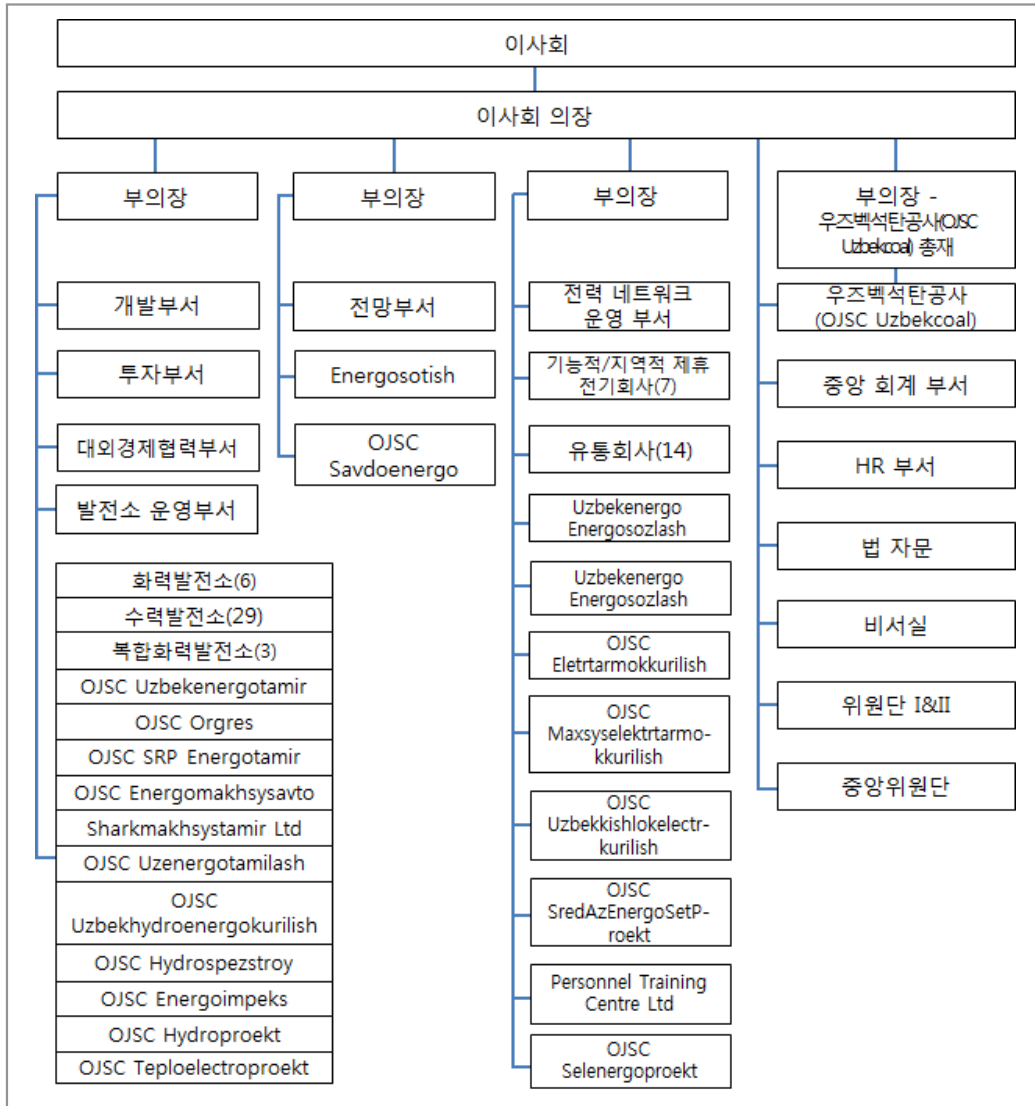 이사회
이사회 의장
부의장
개발부서
투자부서
대외경제협력부서
발전소 운영부서
화력발전소(6)
수력발전소(29)
복합화력발전소(3)
OJSC Uzbekenergotamir
OJSC Orgres
OJSC SRP Energotamir
OJSC Energomakhsysavto
Sharkmakhsystamir Ltd
OJSC Uzenergotamilash
OJSC
Uzbekhydroenergokurilish
OJSC Hydrospezstroy
OJSC Energoimpeks
OJSC Hydroproekt
OJSC Teploelectroproekt
부의장
전망부서
Energosotish
OJSC
Savdoenergo
부의장
전력 네트워크
운영 부서
기능적/지역적 제휴
전기회사(7)
유통회사(14)
Uzbekenergo
Energosozlash
Uzbekenergo
Energosozlash
OJSC
Eletrtarmokkurilish
OJSC
Maxsyselektrtarmo-
kkurilish
OJSC
Uzbekkishlokelectr-
kurilish
OJSC
SredAzEnergoSetP-
roekt
Personnel Training
Centre Ltd
OJSC
Selenergoproekt
부의장 -
우즈벡석탄공사(OJSC
Uzbekcoal) 총재
우즈벡석탄공사
(OJSC Uzbekcoal)
중앙 회계 부서
HR 부서
법 자문
비서실
위원단 I&II
중앙위원단